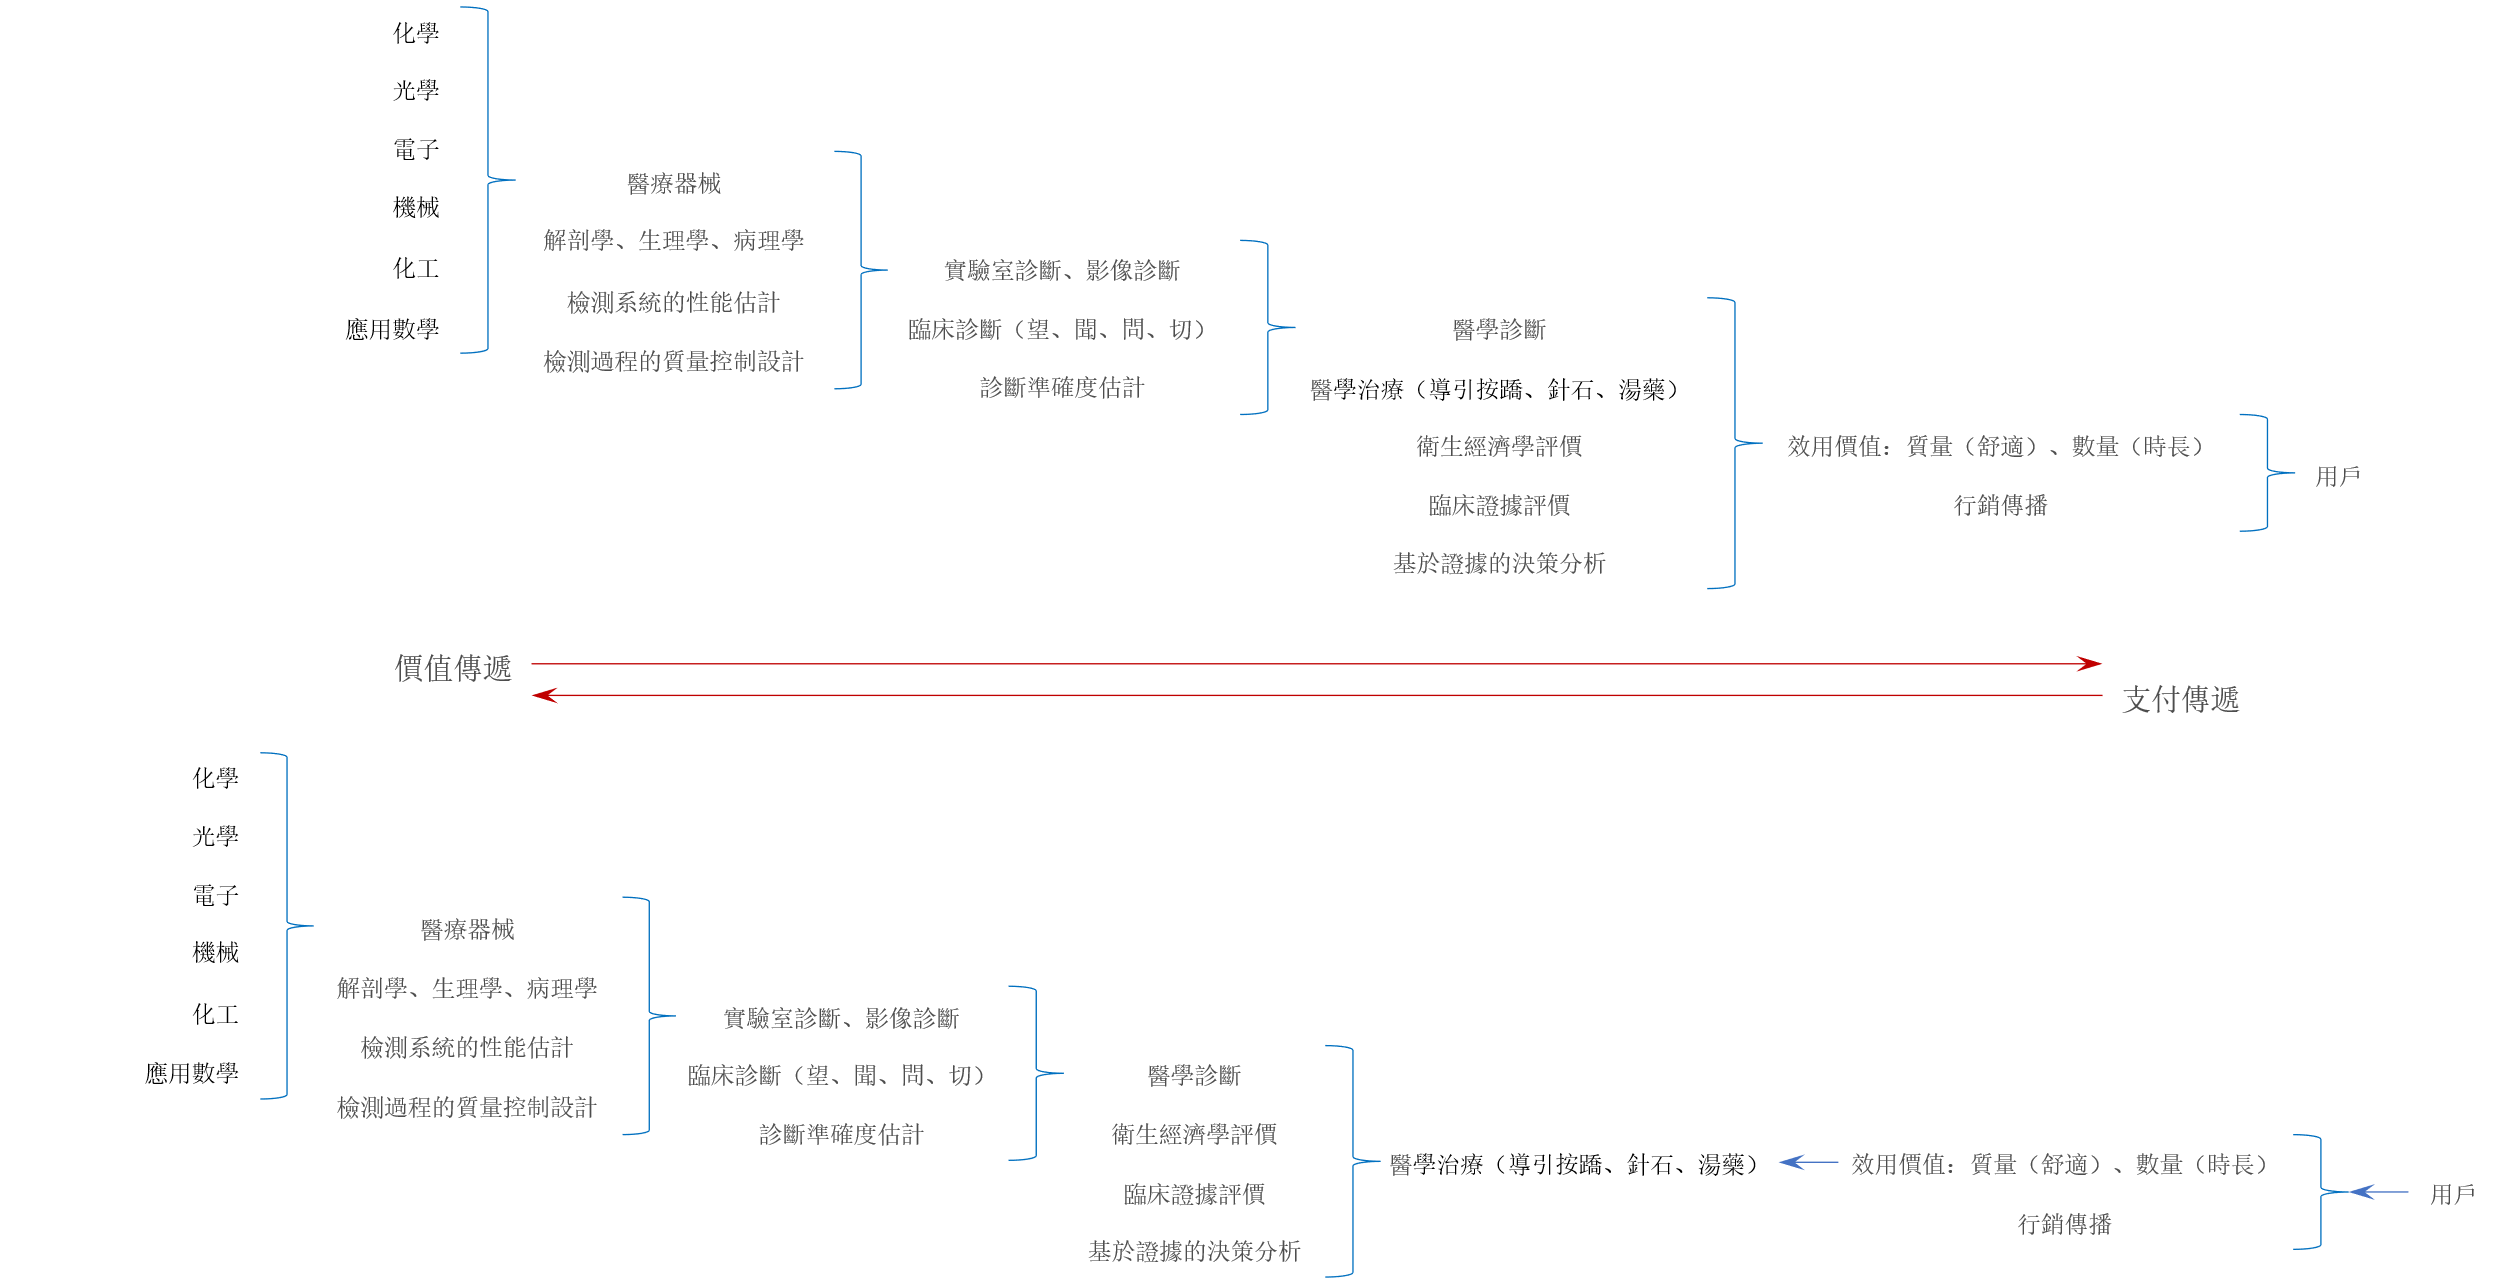 化學
光學
電子
機械
化工
應用數學
醫療器械
解剖學、生理學、病理學
檢測系統的性能估計
檢測過程的質量控制設計
實驗室診斷、影像診斷
臨床診斷（望、聞、問、切）
診斷準確度估計
醫學診斷
醫學治療（導引按蹻、針石、湯藥）
衛生經濟學評價
臨床證據評價
基於證據的決策分析
效用價值：質量（舒適）、數量（時長）
行銷傳播
用戶
價值傳遞
支付傳遞
化學
光學
電子
機械
化工
應用數學
醫療器械
解剖學、生理學、病理學
檢測系統的性能估計
檢測過程的質量控制設計
實驗室診斷、影像診斷
臨床診斷（望、聞、問、切）
診斷準確度估計
醫學診斷
衛生經濟學評價
臨床證據評價
基於證據的決策分析
醫學治療（導引按蹻、針石、湯藥）
效用價值：質量（舒適）、數量（時長）
行銷傳播
用戶